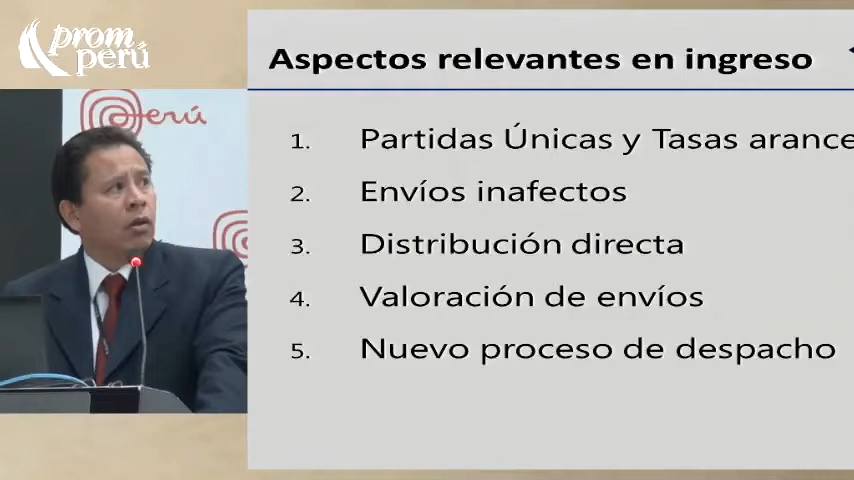 prom
perú
Perú
Aspectos relevantes en ingreso
1. Partidas Únicas y Tasas arance
2. Envíos inafectos
3. Distribución directa
4. Valoración de envíos
5. Nuevo proceso de despacho